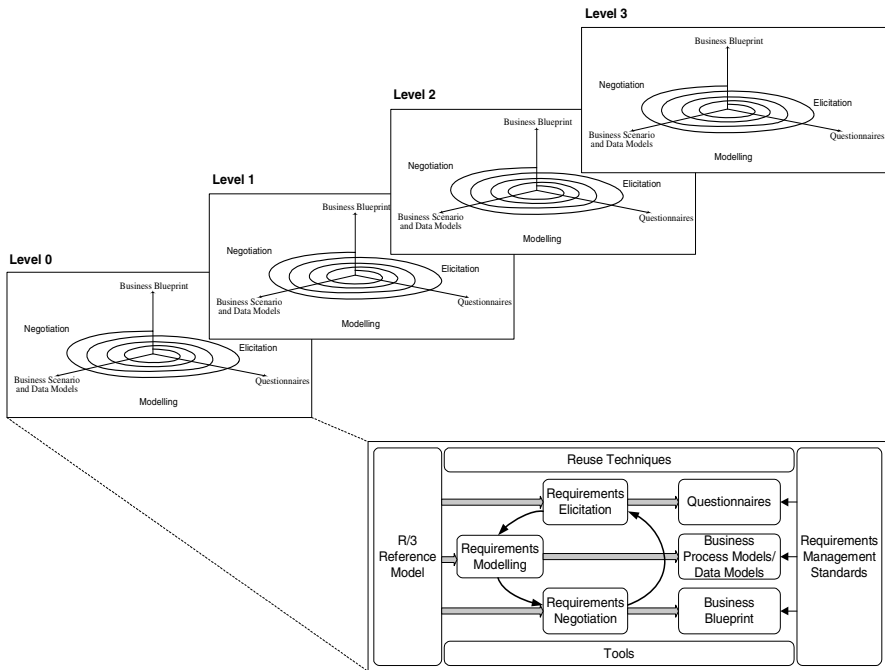 Level 3
Business Blueprint
Negotiation
Elicitation
Business Scenario
and Data Models
Questionnaires
Modelling
Level 2
Business Blueprint
Negotiation
Elicitation
Business Scenario
and Data Models
Questionnaires
Modelling
Level 1
Business Blueprint
Negotiation
Elicitation
Business Scenario
and Data Models
Questionnaires
Modelling
Level 0
Business Blueprint
Negotiation
Elicitation
Business Scenario
and Data Models
Questionnaires
Modelling
Reuse Techniques
R/3
Reference
Model
Requirements
Elicitation
Questionnaires
Requirements
Modelling
Business
Process Models/
Data Models
Requirements
Management
Standards
Requirements
Negotiation
Business
Blueprint
Tools